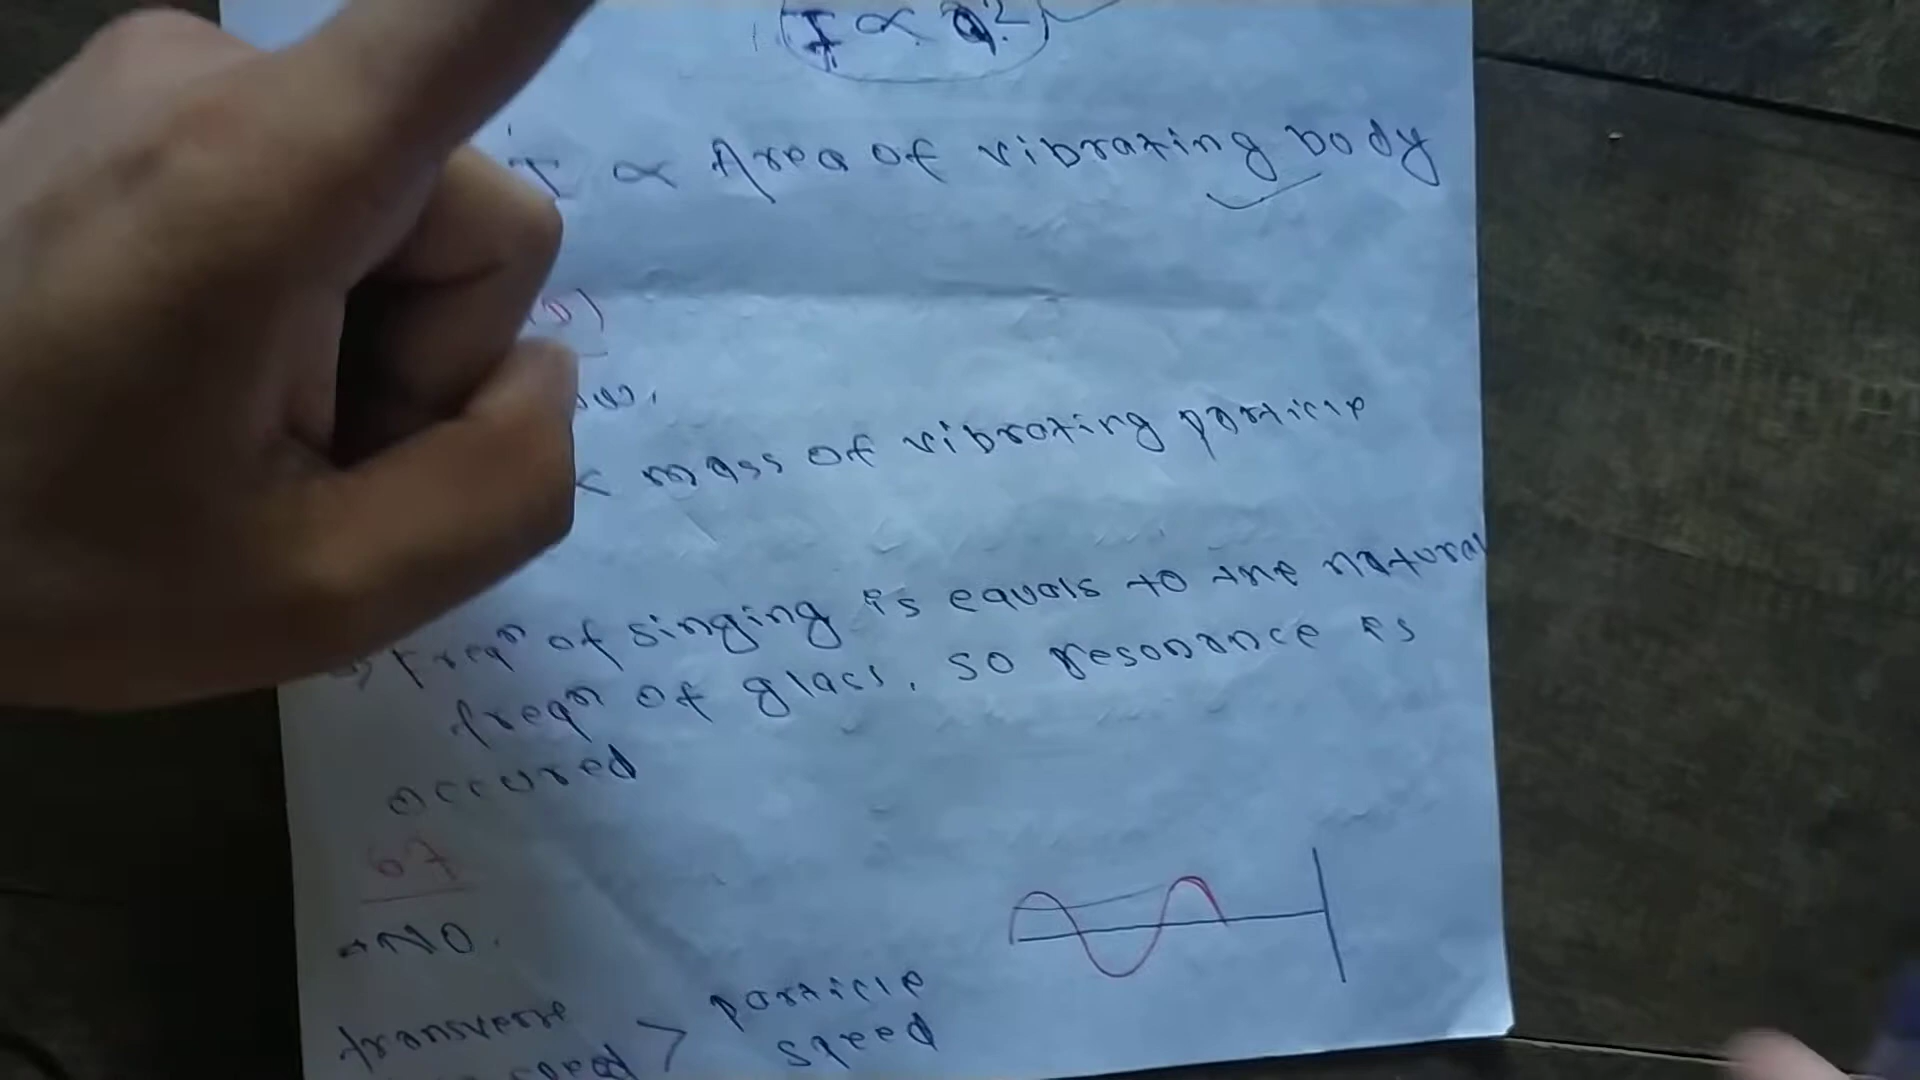 I ∝ a²
I ∝ Area of vibrating body
mass of vibrating particle
freqⁿ of singing is equals to the natural
freqⁿ of glass, so resonance is
occured
67
NO.
transverse > particle
speed speed